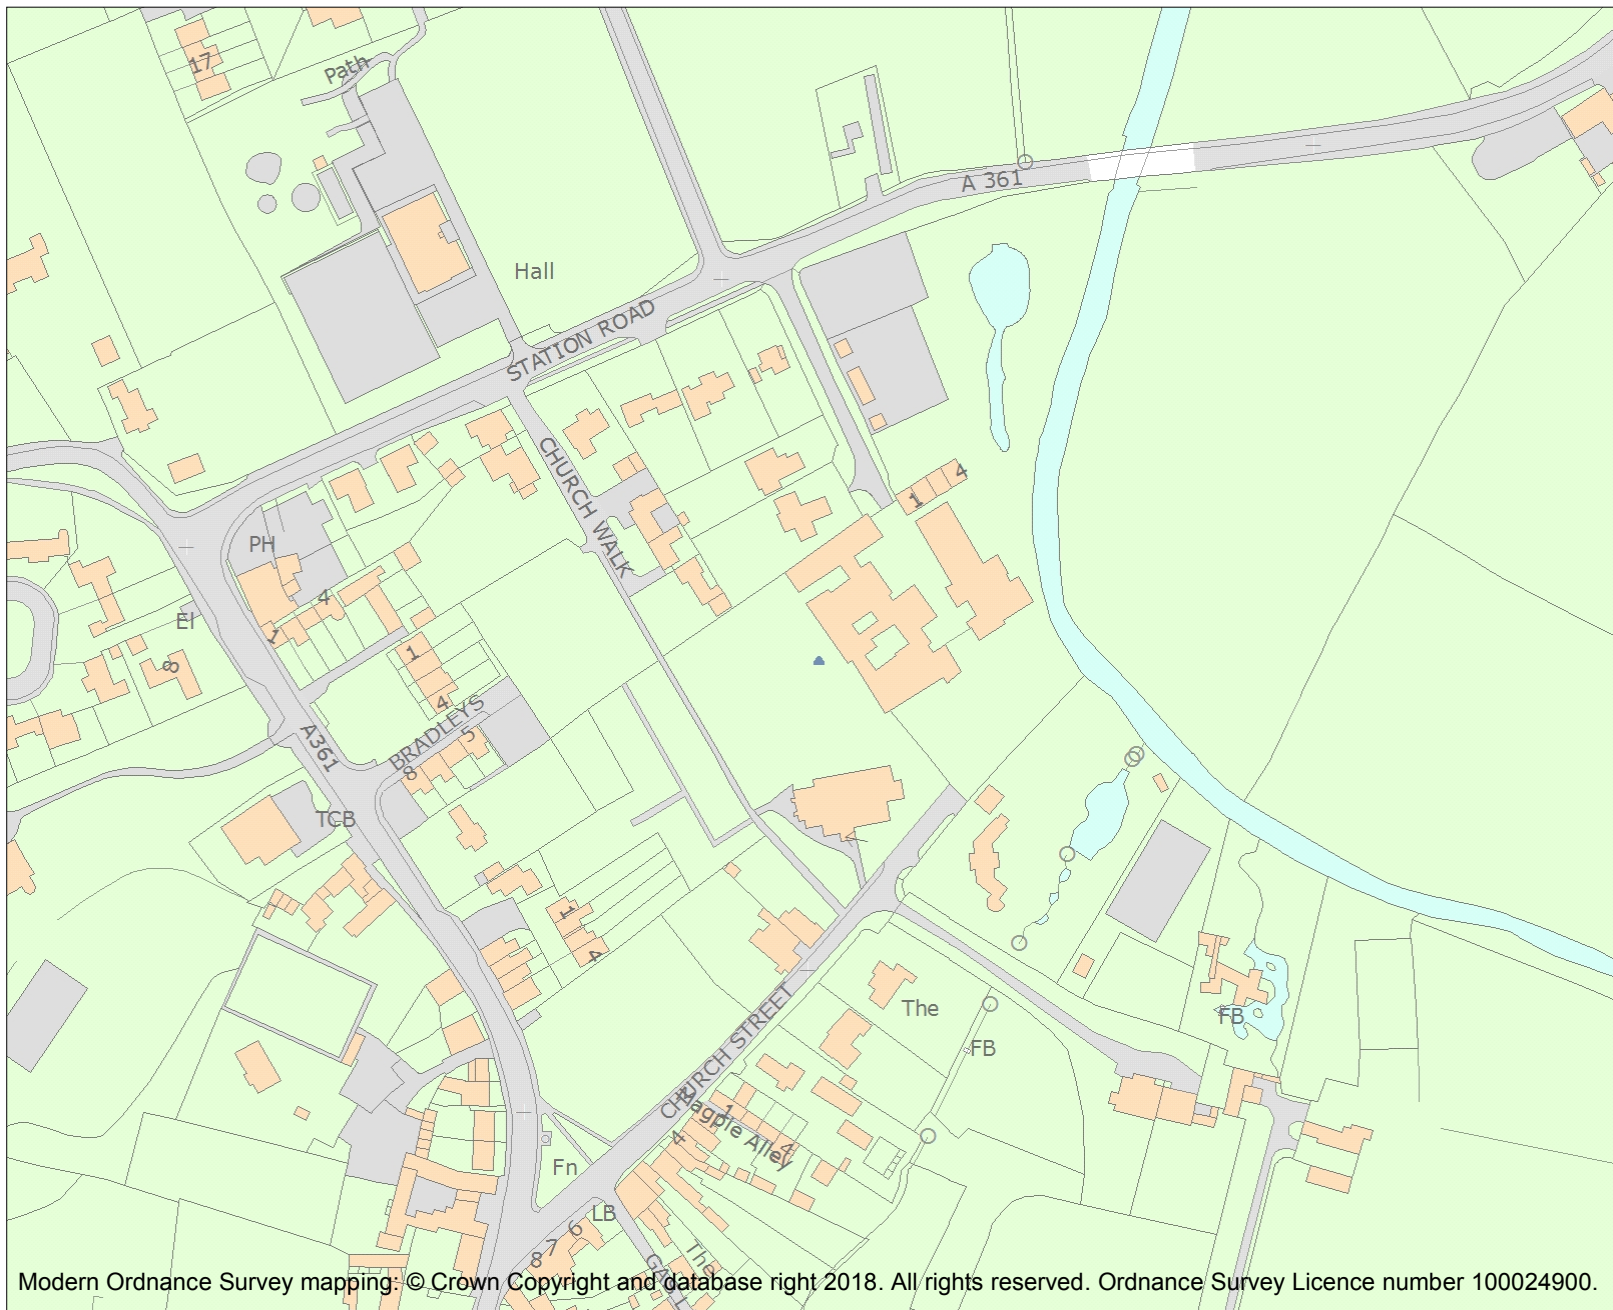 17
Path
A 361
Hall
STATION ROAD
CHURCH WALK
4
1
PH
4
1
El
8
1
4
BRADLEYS
5
8
A361
TCB
1
4
The
FB
FB
CHURCH STREET
1
Magpie Alley
4
4
Fn
LB
6
7
8
The
Modern Ordnance Survey mapping: © Crown Copyright and database right 2018. All rights reserved. Ordnance Survey Licence number 100024900.